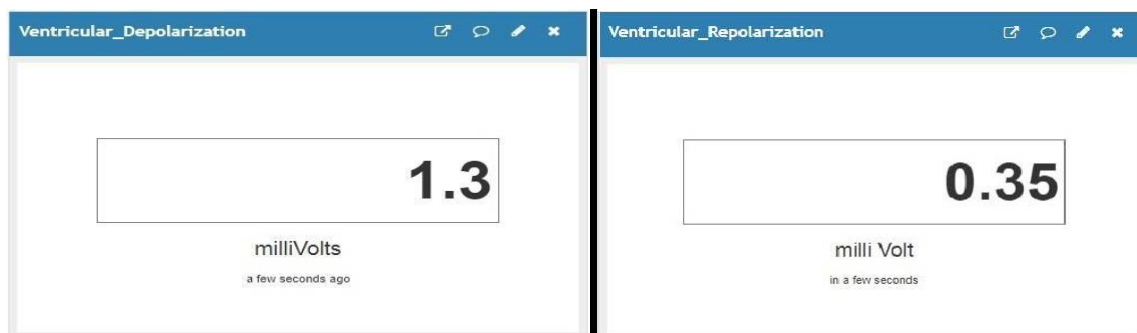 Ventricular_Depolarization
1.3
milliVolts
a few seconds ago
Ventricular_Repolarization
0.35
milli Volt
in a few seconds